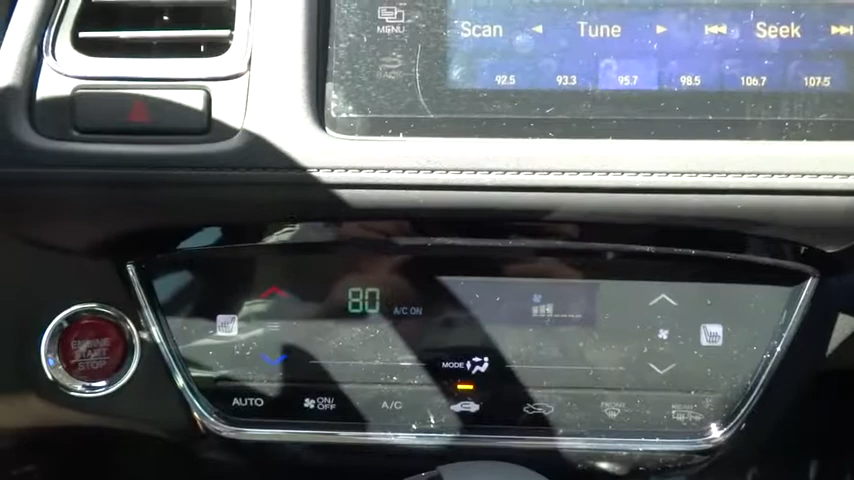 MENU
Scan Tune Seek
92.5 93.3 95.7 98.5 106.7 107.5
80 A/C ON
ENGINE
START
STOP
MODE
AUTO ON/
OFF A/C FRONT REAR